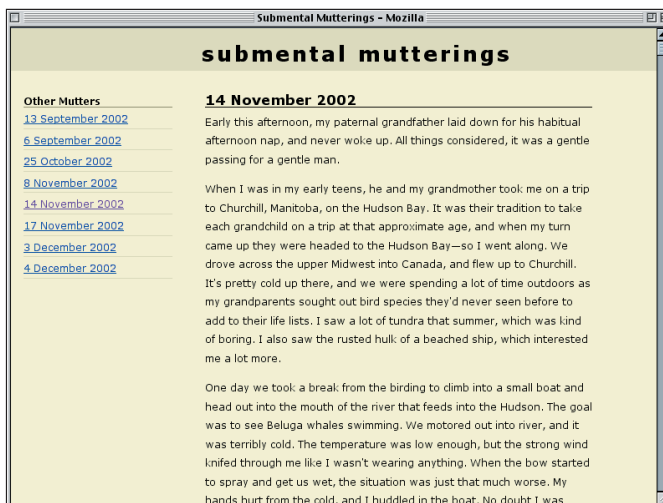 Submental Mutterings - Mozilla
submental mutterings
Other Mutters
13 September 2002
6 September 2002
25 October 2002
8 November 2002
14 November 2002
17 November 2002
3 December 2002
4 December 2002
14 November 2002
Early this afternoon, my paternal grandfather laid down for his habitual
afternoon nap, and never woke up. All things considered, it was a gentle
passing for a gentle man.
When I was in my early teens, he and my grandmother took me on a trip
to Churchill, Manitoba, on the Hudson Bay. It was their tradition to take
each grandchild on a trip at that approximate age, and when my turn
came up they were headed to the Hudson Bay—so I went along. We
drove across the upper Midwest into Canada, and flew up to Churchill.
It's pretty cold up there, and we were spending a lot of time outdoors as
my grandparents sought out bird species they'd never seen before to
add to their life lists. I saw a lot of tundra that summer, which was kind
of boring. I also saw the rusted hulk of a beached ship, which interested
me a lot more.
One day we took a break from the birding to climb into a small boat and
head out into the mouth of the river that feeds into the Hudson. The goal
was to see Beluga whales swimming. We motored out into river, and it
was terribly cold. The temperature was low enough, but the strong wind
knifed through me like I wasn't wearing anything. When the bow started
to spray and get us wet, the situation was just that much worse. My
hands hurt from the cold, and I huddled in the boat. No doubt I was